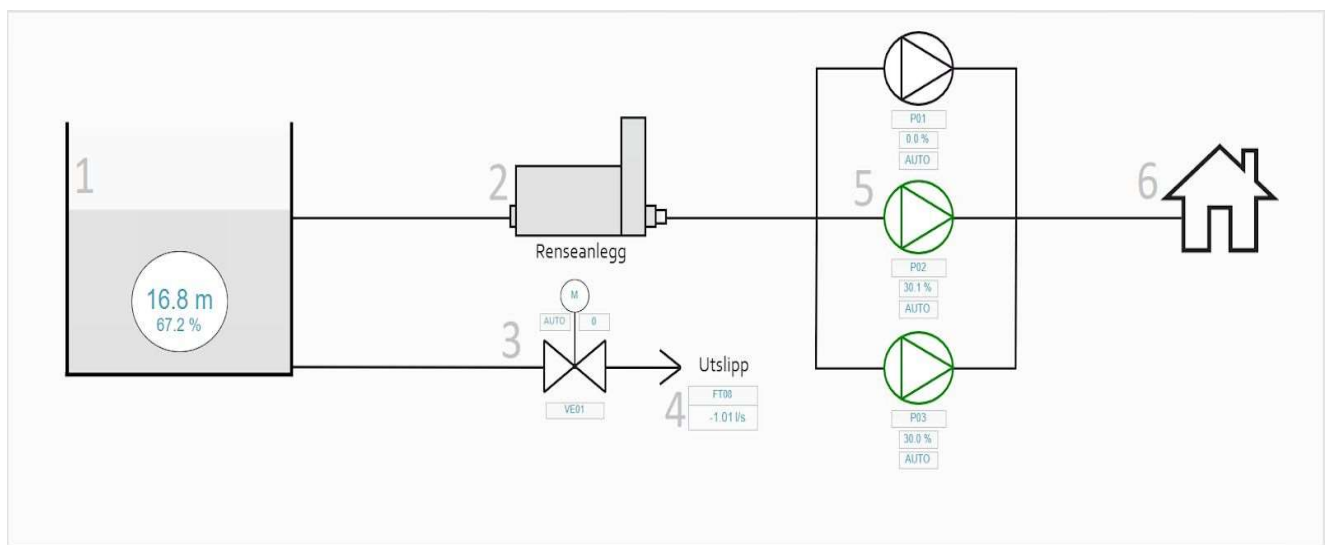 1
16.8 m
67.2 %
2
Renseanlegg
M
AUTO
0
3
VE01
Utslipp
4
FT08
-1.01 l/s
P01
0.0 %
AUTO
5
P02
30.1 %
AUTO
P03
30.0 %
AUTO
6